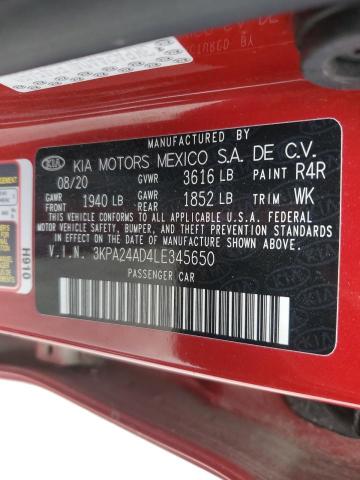 MANUFACTURED BY
KIA KIA MOTORS MEXICO S.A. DE C.V.
08/20 GVWR 3616 LB PAINT R4R
GAWR FRONT 1940 LB GAWR REAR 1852 LB TRIM WK
THIS VEHICLE CONFORMS TO ALL APPLICABLE U.S.A. FEDERAL
MOTOR VEHICLE SAFETY, BUMPER, AND THEFT PREVENTION STANDARDS
IN EFFECT ON THE DATE OF MANUFACTURE SHOWN ABOVE.
V.I.N. 3KPA24AD4LE345650
PASSENGER CAR
H910